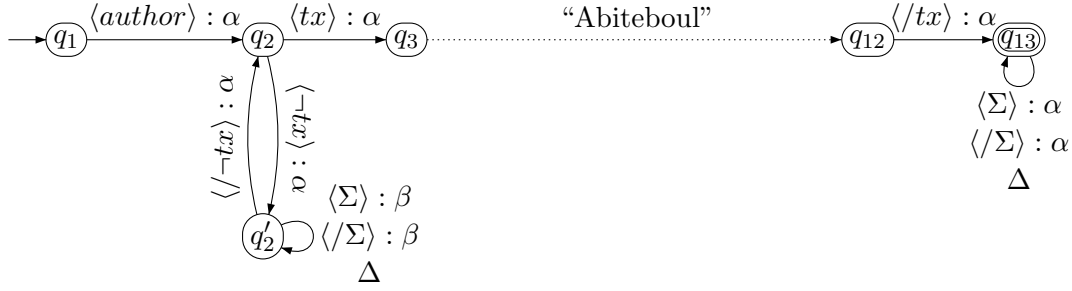 ⟨author⟩ : α
⟨tx⟩ : α
“Abiteboul”
⟨/tx⟩ : α
q₁
q₂
q₃
q₁₂
q₁₃
⟨/¬tx⟩ : α
⟨¬tx⟩ : α
⟨Σ⟩ : α
⟨/Σ⟩ : α
Δ
q′₂
⟨Σ⟩ : β
⟨/Σ⟩ : β
Δ